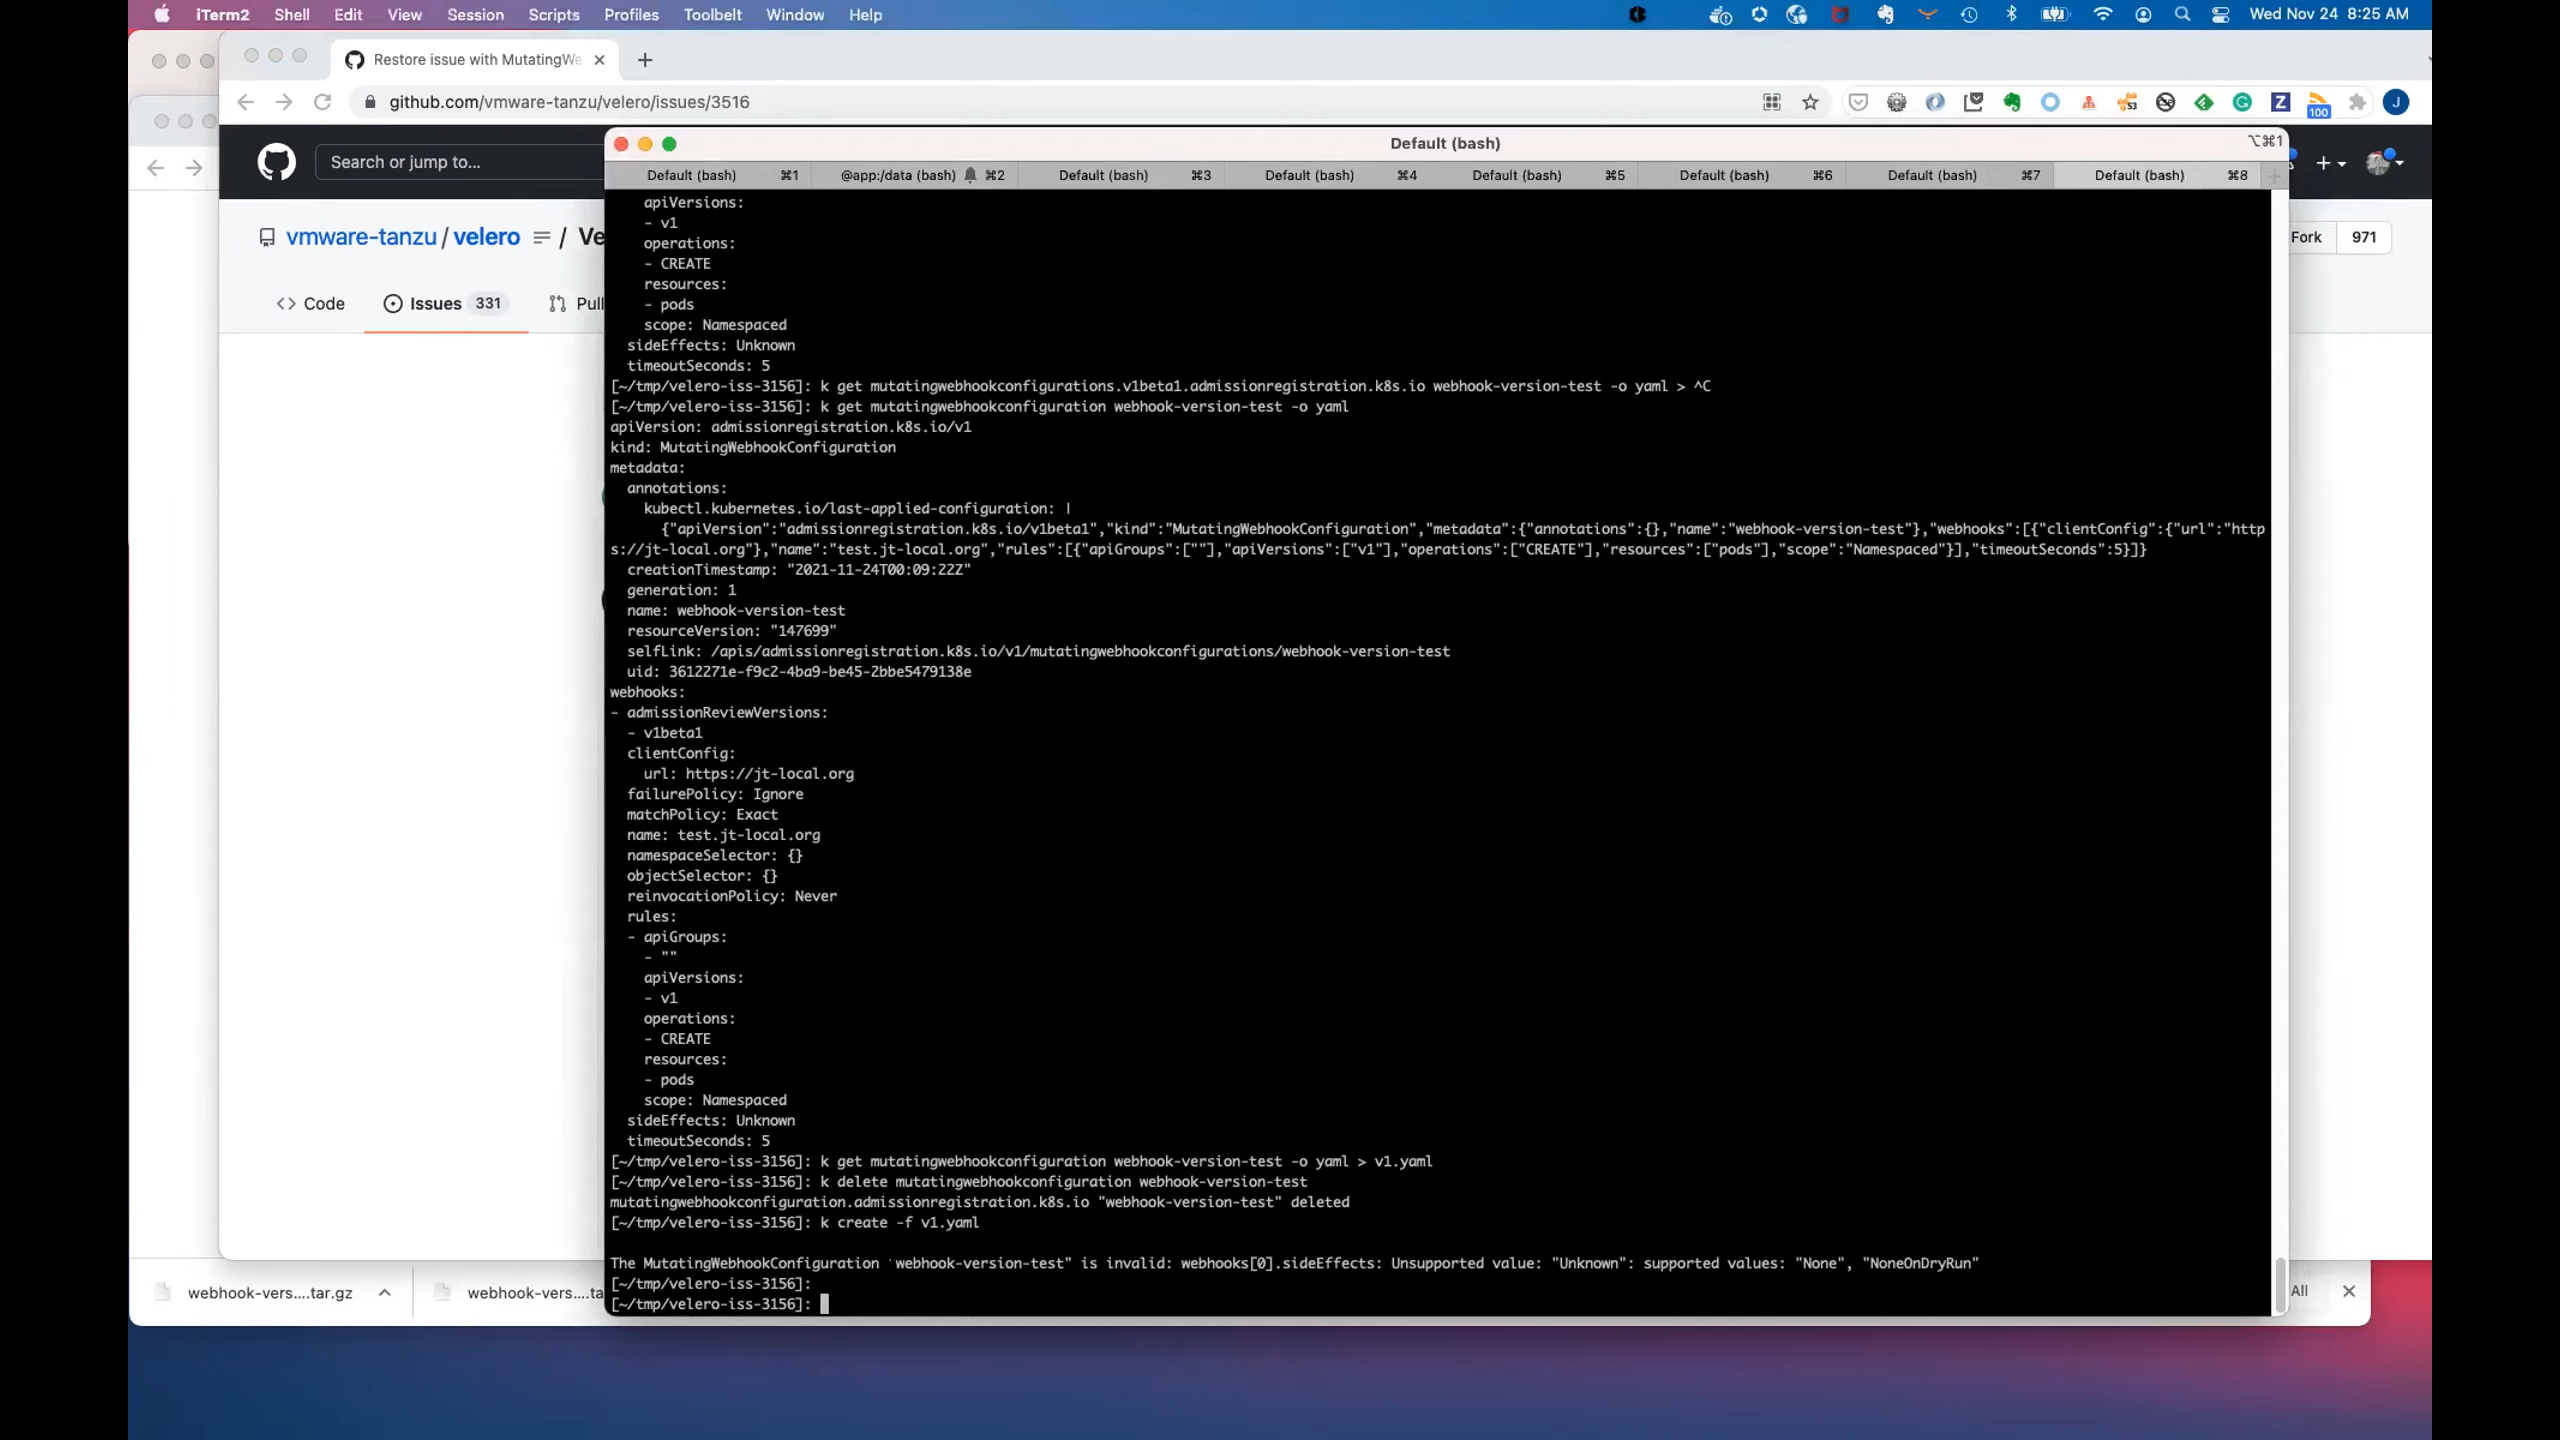 iTerm2 Shell Edit View Session Scripts Profiles Toolbelt Window Help Wed Nov 24 8:25 AM
Restore issue with MutatingWe
github.com/vmware-tanzu/velero/issues/3516
S3 Z 100 J
Default (bash) ⌥⌘1
Search or jump to...
Default (bash) ⌘1 @app:/data (bash) ⌘2 Default (bash) ⌘3 Default (bash) ⌘4 Default (bash) ⌘5 Default (bash) ⌘6 Default (bash) ⌘7 Default (bash) ⌘8
vmware-tanzu / velero / Ve
Fork 971
Code Issues 331 Pull
apiVersions:
- v1
operations:
- CREATE
resources:
- pods
scope: Namespaced
sideEffects: Unknown
timeoutSeconds: 5
[~/tmp/velero-iss-3156]: k get mutatingwebhookconfigurations.v1beta1.admissionregistration.k8s.io webhook-version-test -o yaml > ^C
[~/tmp/velero-iss-3156]: k get mutatingwebhookconfiguration webhook-version-test -o yaml
apiVersion: admissionregistration.k8s.io/v1
kind: MutatingWebhookConfiguration
metadata:
annotations:
kubectl.kubernetes.io/last-applied-configuration: |
{"apiVersion":"admissionregistration.k8s.io/v1beta1","kind":"MutatingWebhookConfiguration","metadata":{"annotations":{},"name":"webhook-version-test"},"webhooks":[{"clientConfig":{"url":"http
s://jt-local.org"},"name":"test.jt-local.org","rules":[{"apiGroups":[""],"apiVersions":["v1"],"operations":["CREATE"],"resources":["pods"],"scope":"Namespaced"}],"timeoutSeconds":5}]}
creationTimestamp: "2021-11-24T00:09:22Z"
generation: 1
name: webhook-version-test
resourceVersion: "147699"
selfLink: /apis/admissionregistration.k8s.io/v1/mutatingwebhookconfigurations/webhook-version-test
uid: 3612271e-f9c2-4ba9-be45-2bbe5479138e
webhooks:
- admissionReviewVersions:
- v1beta1
clientConfig:
url: https://jt-local.org
failurePolicy: Ignore
matchPolicy: Exact
name: test.jt-local.org
namespaceSelector: {}
objectSelector: {}
reinvocationPolicy: Never
rules:
- apiGroups:
- ""
apiVersions:
- v1
operations:
- CREATE
resources:
- pods
scope: Namespaced
sideEffects: Unknown
timeoutSeconds: 5
[~/tmp/velero-iss-3156]: k get mutatingwebhookconfiguration webhook-version-test -o yaml > v1.yaml
[~/tmp/velero-iss-3156]: k delete mutatingwebhookconfiguration webhook-version-test
mutatingwebhookconfiguration.admissionregistration.k8s.io "webhook-version-test" deleted
[~/tmp/velero-iss-3156]: k create -f v1.yaml
The MutatingWebhookConfiguration "webhook-version-test" is invalid: webhooks[0].sideEffects: Unsupported value: "Unknown": supported values: "None", "NoneOnDryRun"
[~/tmp/velero-iss-3156]:
[~/tmp/velero-iss-3156]:
webhook-vers....tar.gz webhook-vers....ta All